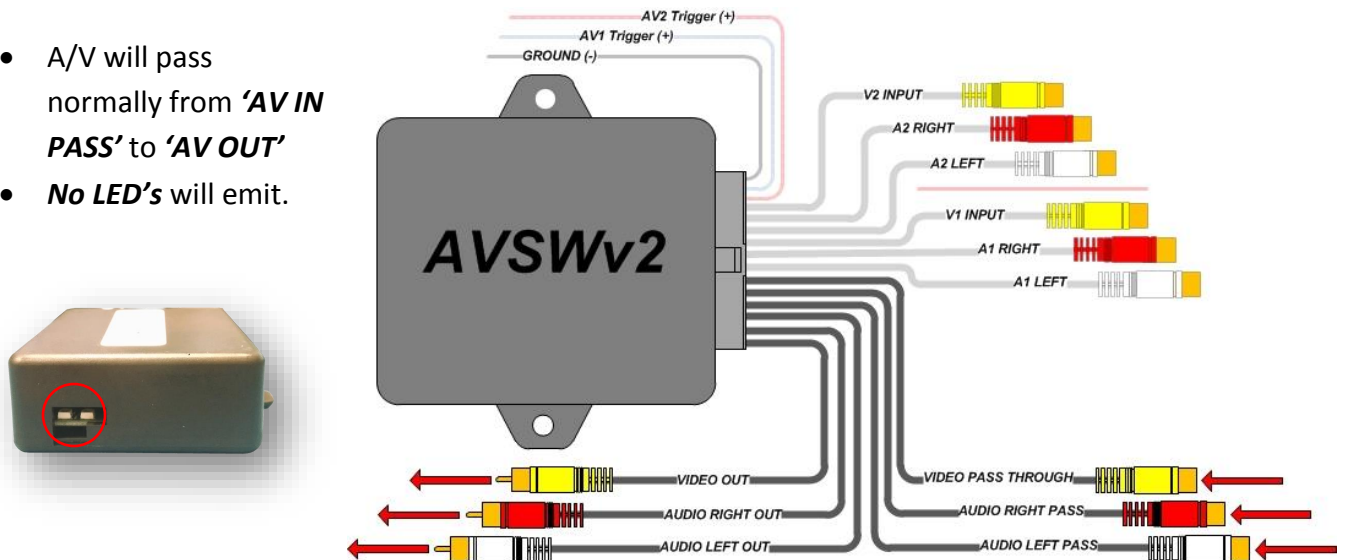 • A/V will pass
normally from ‘AV IN
PASS’ to ‘AV OUT’
• No LED’s will emit.
AV2 Trigger (+)
AV1 Trigger (+)
GROUND (-)
AVSWv2
V2 INPUT
A2 RIGHT
A2 LEFT
V1 INPUT
A1 RIGHT
A1 LEFT
VIDEO OUT
AUDIO RIGHT OUT
AUDIO LEFT OUT
VIDEO PASS THROUGH
AUDIO RIGHT PASS
AUDIO LEFT PASS